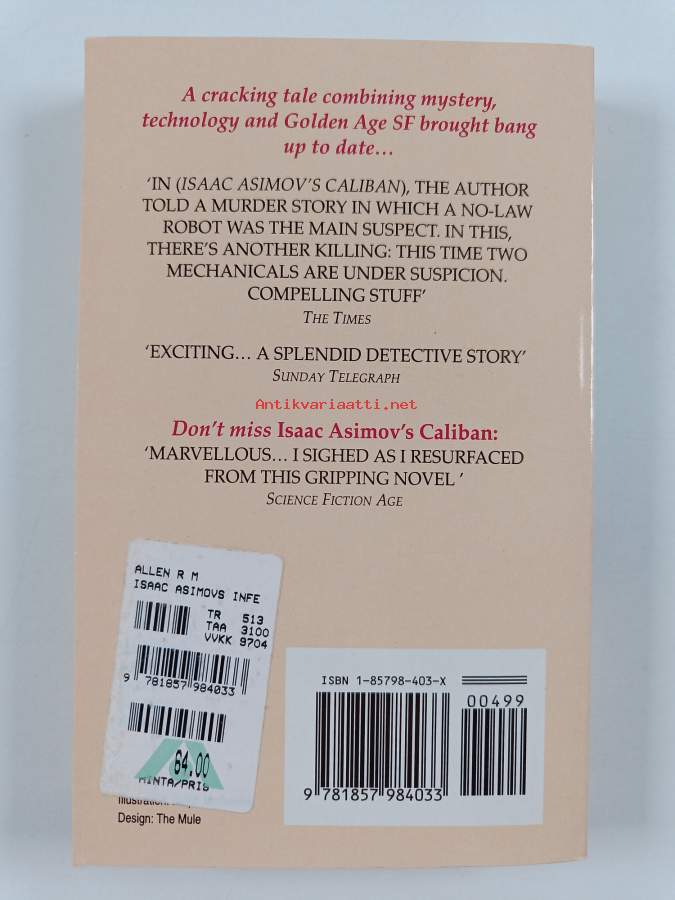 A cracking tale combining mystery,
technology and Golden Age SF brought bang
up to date…
‘IN (ISAAC ASIMOV’S CALIBAN), THE AUTHOR
TOLD A MURDER STORY IN WHICH A NO-LAW
ROBOT WAS THE MAIN SUSPECT. IN THIS,
THERE’S ANOTHER KILLING: THIS TIME TWO
MECHANICALS ARE UNDER SUSPICION.
COMPELLING STUFF’
THE TIMES
‘EXCITING… A SPLENDID DETECTIVE STORY’
SUNDAY TELEGRAPH
Antikvariaatti.net
Don’t miss Isaac Asimov’s Caliban:
‘MARVELLOUS… I SIGHED AS I RESURFACED
FROM THIS GRIPPING NOVEL ’
SCIENCE FICTION AGE
ALLEN R M
ISAAC ASIMOVS INFE
TR 513
TAA 3100
VVKK 9704
9 781857 984033
64.00
HINTA/PRIS
Design: The Mule
ISBN 1-85798-403-X
00499
9 781857 984033